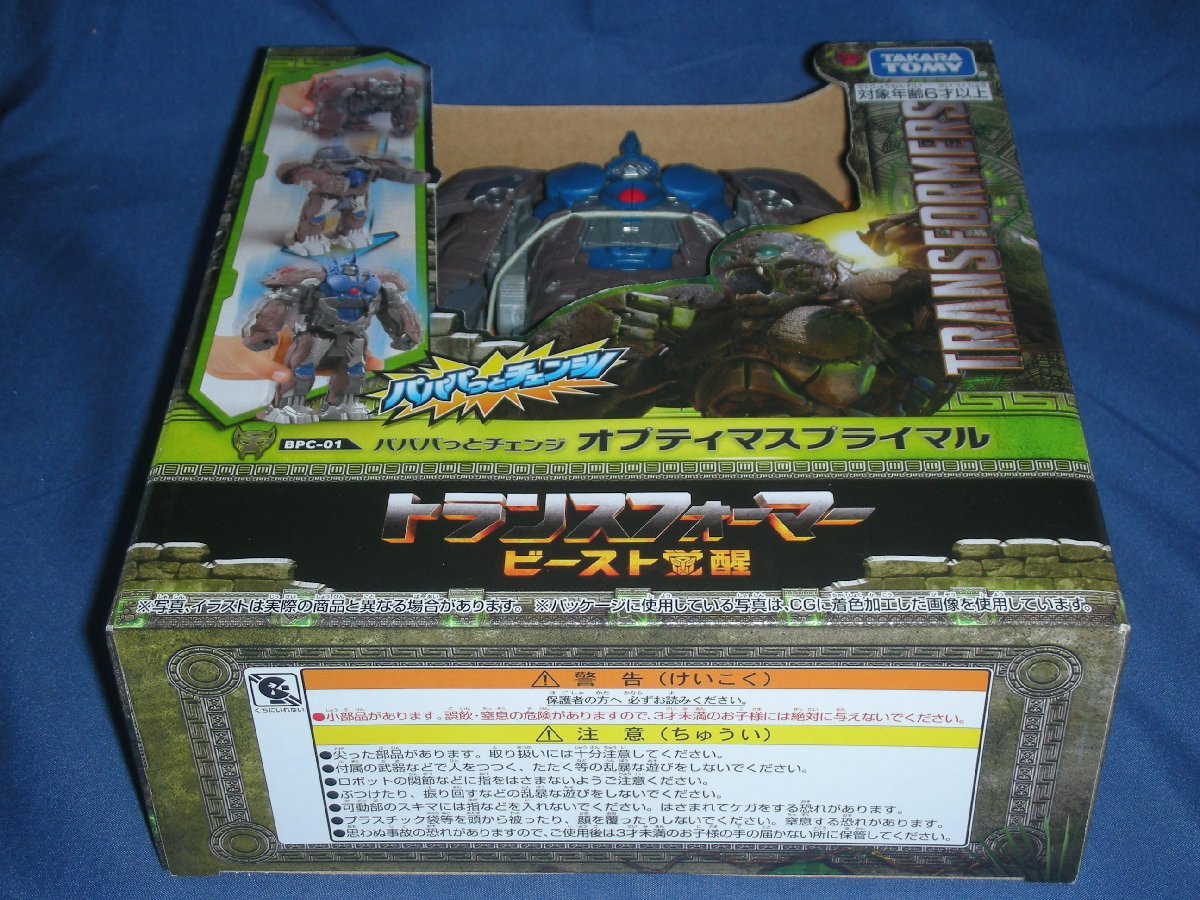 TAKARA
TOMY
対象年齢6才以上
TRANSFORMERS
パパパっとチェンジ!
BPC-01
パパパっとチェンジ オプティマスプライマル
トランスフォーマー
ビースト覚醒
※写真、イラストは実際の商品と異なる場合があります。 ※パッケージに使用している写真は、CGに着色加工した画像を使用しています。
くちにいれない
警告(けいこく)
保護者の方へ 必ずお読みください。
●小部品があります。誤飲・窒息の危険がありますので、3才未満のお子様には絶対に与えないでください。
注意(ちゅうい)
●尖った部品があります。取り扱いには十分注意してください。
●付属の武器などで人をつつく、たたく等の乱暴な遊びをしないでください。
●ロボットの関節などに指をはさまないようご注意ください。
●ぶつけたり、振り回すなどの乱暴な遊びをしないでください。
●可動部のスキマには指などを入れないでください。はさまれてケガをする恐れがあります。
●プラスチック袋等を頭から被ったり、顔を覆ったりしないでください。窒息する恐れがあります。
●思わぬ事故の恐れがありますので、ご使用後は3才未満のお子様の手の届かない所に保管してください。